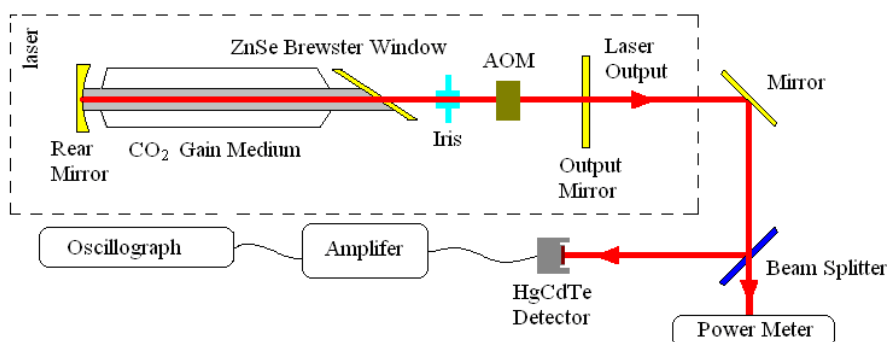 laser
ZnSe Brewster Window
AOM
Laser
Output
Mirror
Iris
Rear
Mirror
CO₂ Gain Medium
Output
Mirror
Oscillograph
Amplifer
HgCdTe
Detector
Beam Splitter
Power Meter